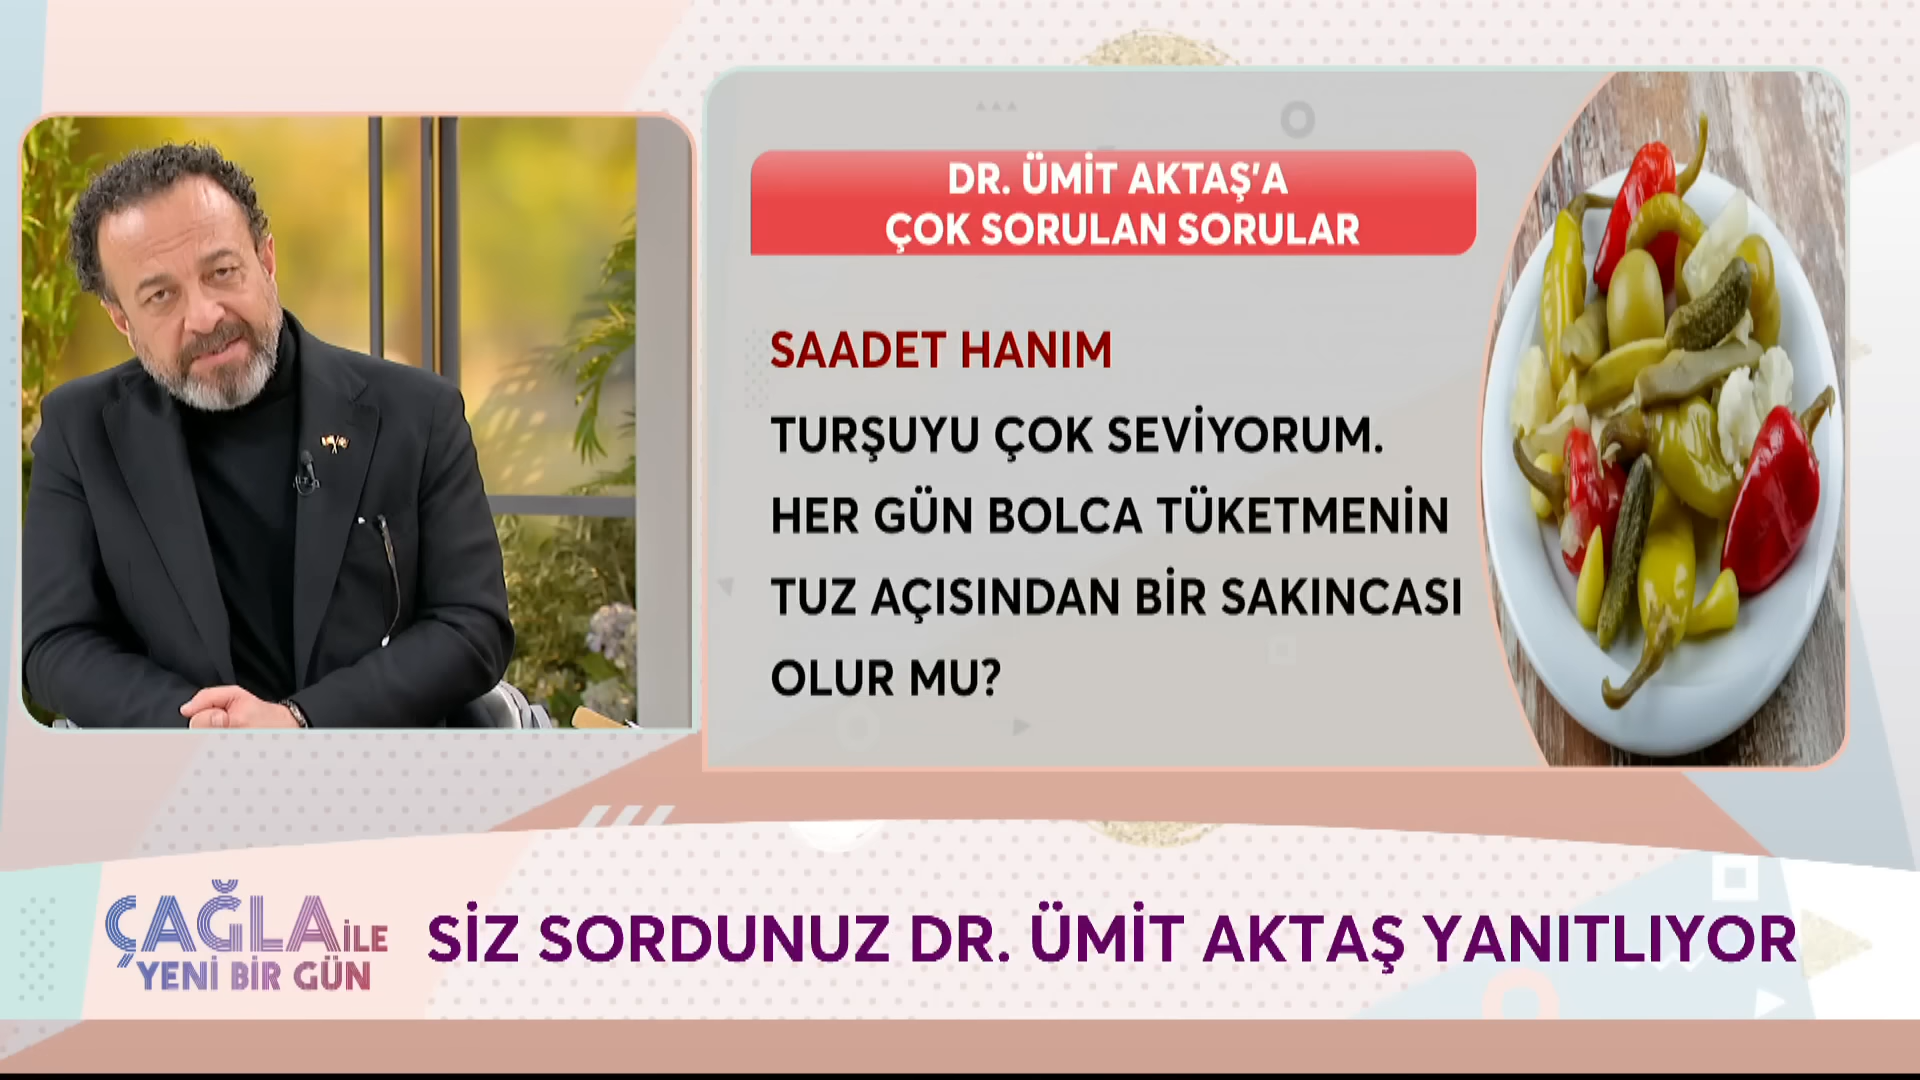 DR. ÜMİT AKTAŞ'A
ÇOK SORULAN SORULAR
SAADET HANIM
TURŞUYU ÇOK SEVİYORUM.
HER GÜN BOLCA TÜKETMENİN
TUZ AÇISINDAN BİR SAKINCASI
OLUR MU?
ÇAĞLA İLE
YENİ BİR GÜN
SİZ SORDUNUZ DR. ÜMİT AKTAŞ YANITLIYOR